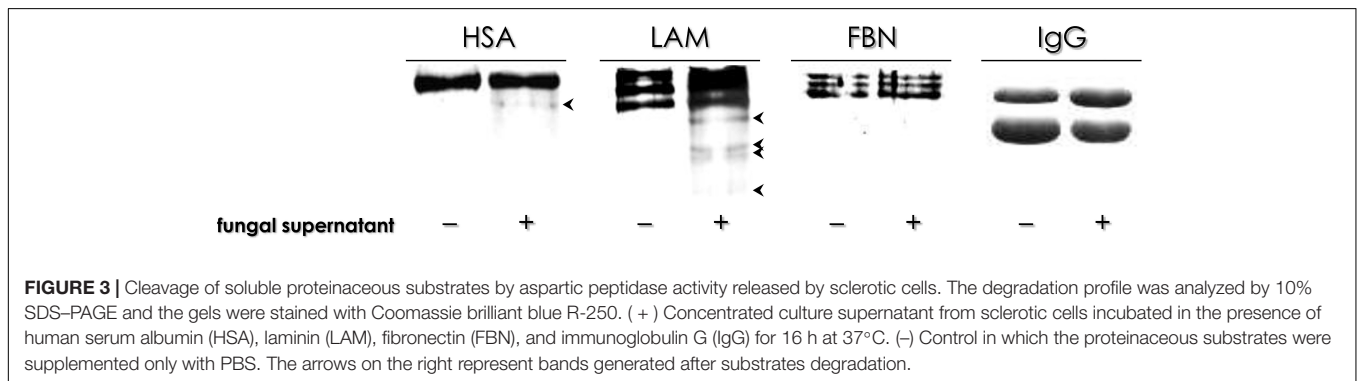 HSA LAM FBN IgG
fungal supernatant – + – + – + – +
FIGURE 3 | Cleavage of soluble proteinaceous substrates by aspartic peptidase activity released by sclerotic cells. The degradation profile was analyzed by 10%
SDS–PAGE and the gels were stained with Coomassie brilliant blue R-250. ( + ) Concentrated culture supernatant from sclerotic cells incubated in the presence of
human serum albumin (HSA), laminin (LAM), fibronectin (FBN), and immunoglobulin G (IgG) for 16 h at 37°C. (–) Control in which the proteinaceous substrates were
supplemented only with PBS. The arrows on the right represent bands generated after substrates degradation.